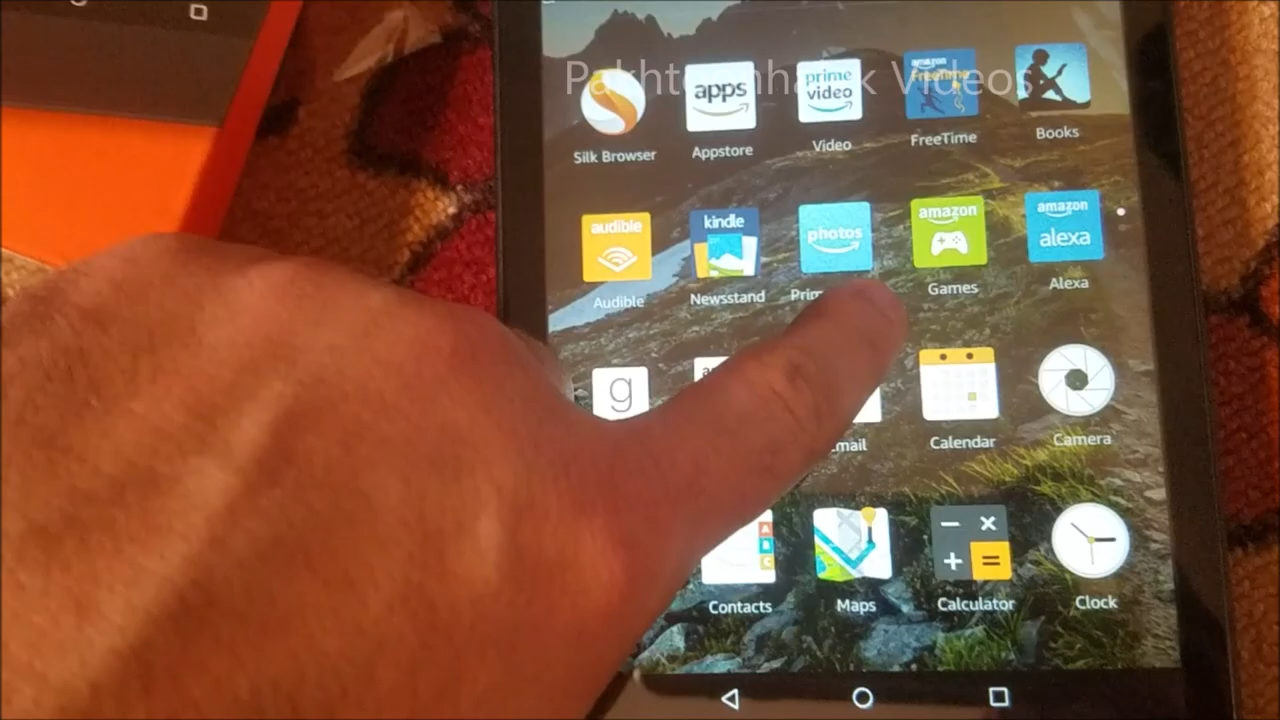 amazon
prime
video
apps
FreeTime
Silk Browser
Appstore
Video
FreeTime
Books
audible
kindle
photos
amazon
amazon
alexa
Audible
Newsstand
Games
Alexa
g
Calendar
Camera
A
B
C
Contacts
Maps
Calculator
Clock
Videos